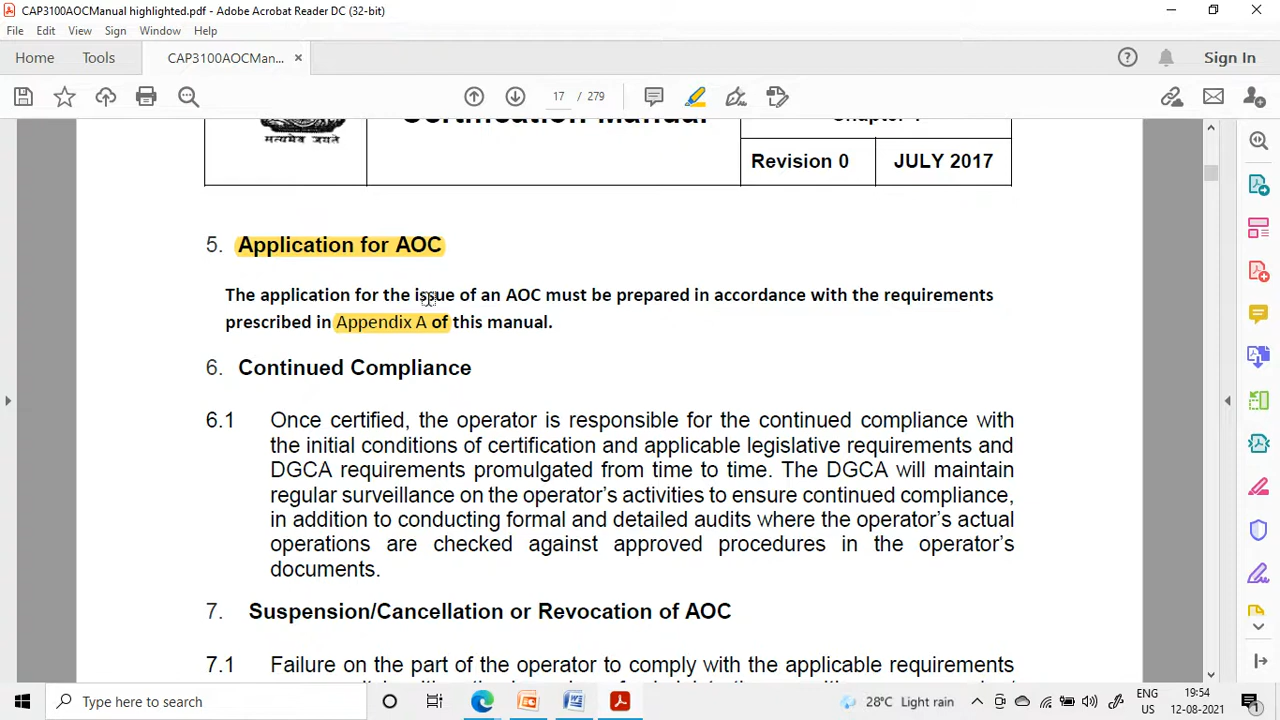 CAP3100AOCManual highlighted.pdf - Adobe Acrobat Reader DC (32-bit)
File Edit View Sign Window Help
Home Tools CAP3100AOCMan... × Sign In
17 / 279
Certification Manual
Chapter 1
सत्यमेव जयते
Revision 0 JULY 2017
5. Application for AOC
The application for the issue of an AOC must be prepared in accordance with the requirements
prescribed in Appendix A of this manual.
6. Continued Compliance
6.1 Once certified, the operator is responsible for the continued compliance with
the initial conditions of certification and applicable legislative requirements and
DGCA requirements promulgated from time to time. The DGCA will maintain
regular surveillance on the operator's activities to ensure continued compliance,
in addition to conducting formal and detailed audits where the operator's actual
operations are checked against approved procedures in the operator's
documents.
7. Suspension/Cancellation or Revocation of AOC
7.1 Failure on the part of the operator to comply with the applicable requirements
Type here to search
28°C Light rain
ENG
US
19:54
12-08-2021
1